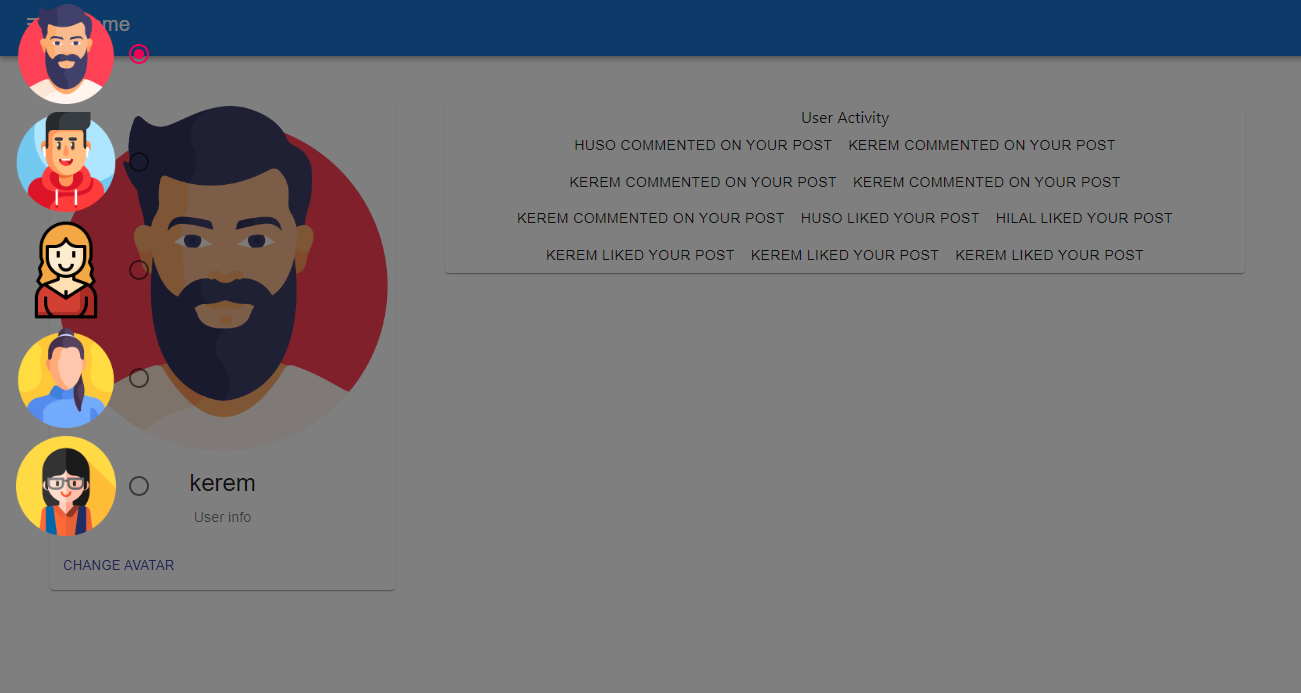 me
User Activity
HUSO COMMENTED ON YOUR POST KEREM COMMENTED ON YOUR POST
KEREM COMMENTED ON YOUR POST KEREM COMMENTED ON YOUR POST
KEREM COMMENTED ON YOUR POST HUSO LIKED YOUR POST HILAL LIKED YOUR POST
KEREM LIKED YOUR POST KEREM LIKED YOUR POST KEREM LIKED YOUR POST
kerem
User info
CHANGE AVATAR